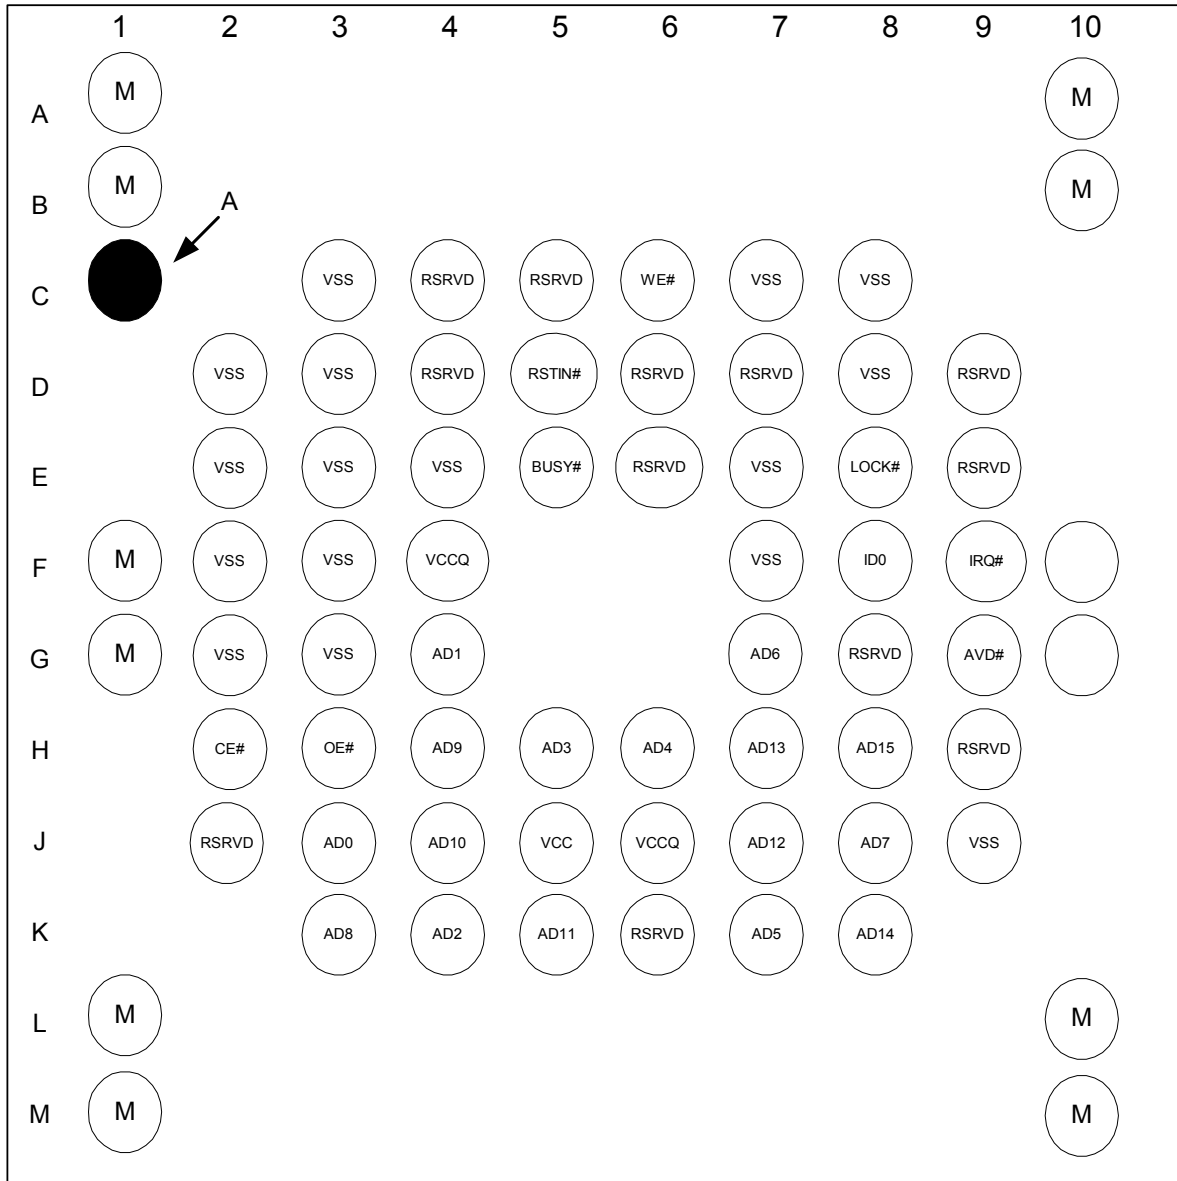 1 2 3 4 5 6 7 8 9 10
A M M
B M M
A
C VSS RSRVD RSRVD WE# VSS VSS
D VSS VSS RSRVD RSTIN# RSRVD RSRVD VSS RSRVD
E VSS VSS VSS BUSY# RSRVD VSS LOCK# RSRVD
F M VSS VSS VCCQ VSS ID0 IRQ#
G M VSS VSS AD1 AD6 RSRVD AVD#
H CE# OE# AD9 AD3 AD4 AD13 AD15 RSRVD
J RSRVD AD0 AD10 VCC VCCQ AD12 AD7 VSS
K AD8 AD2 AD11 RSRVD AD5 AD14
L M M
M M M